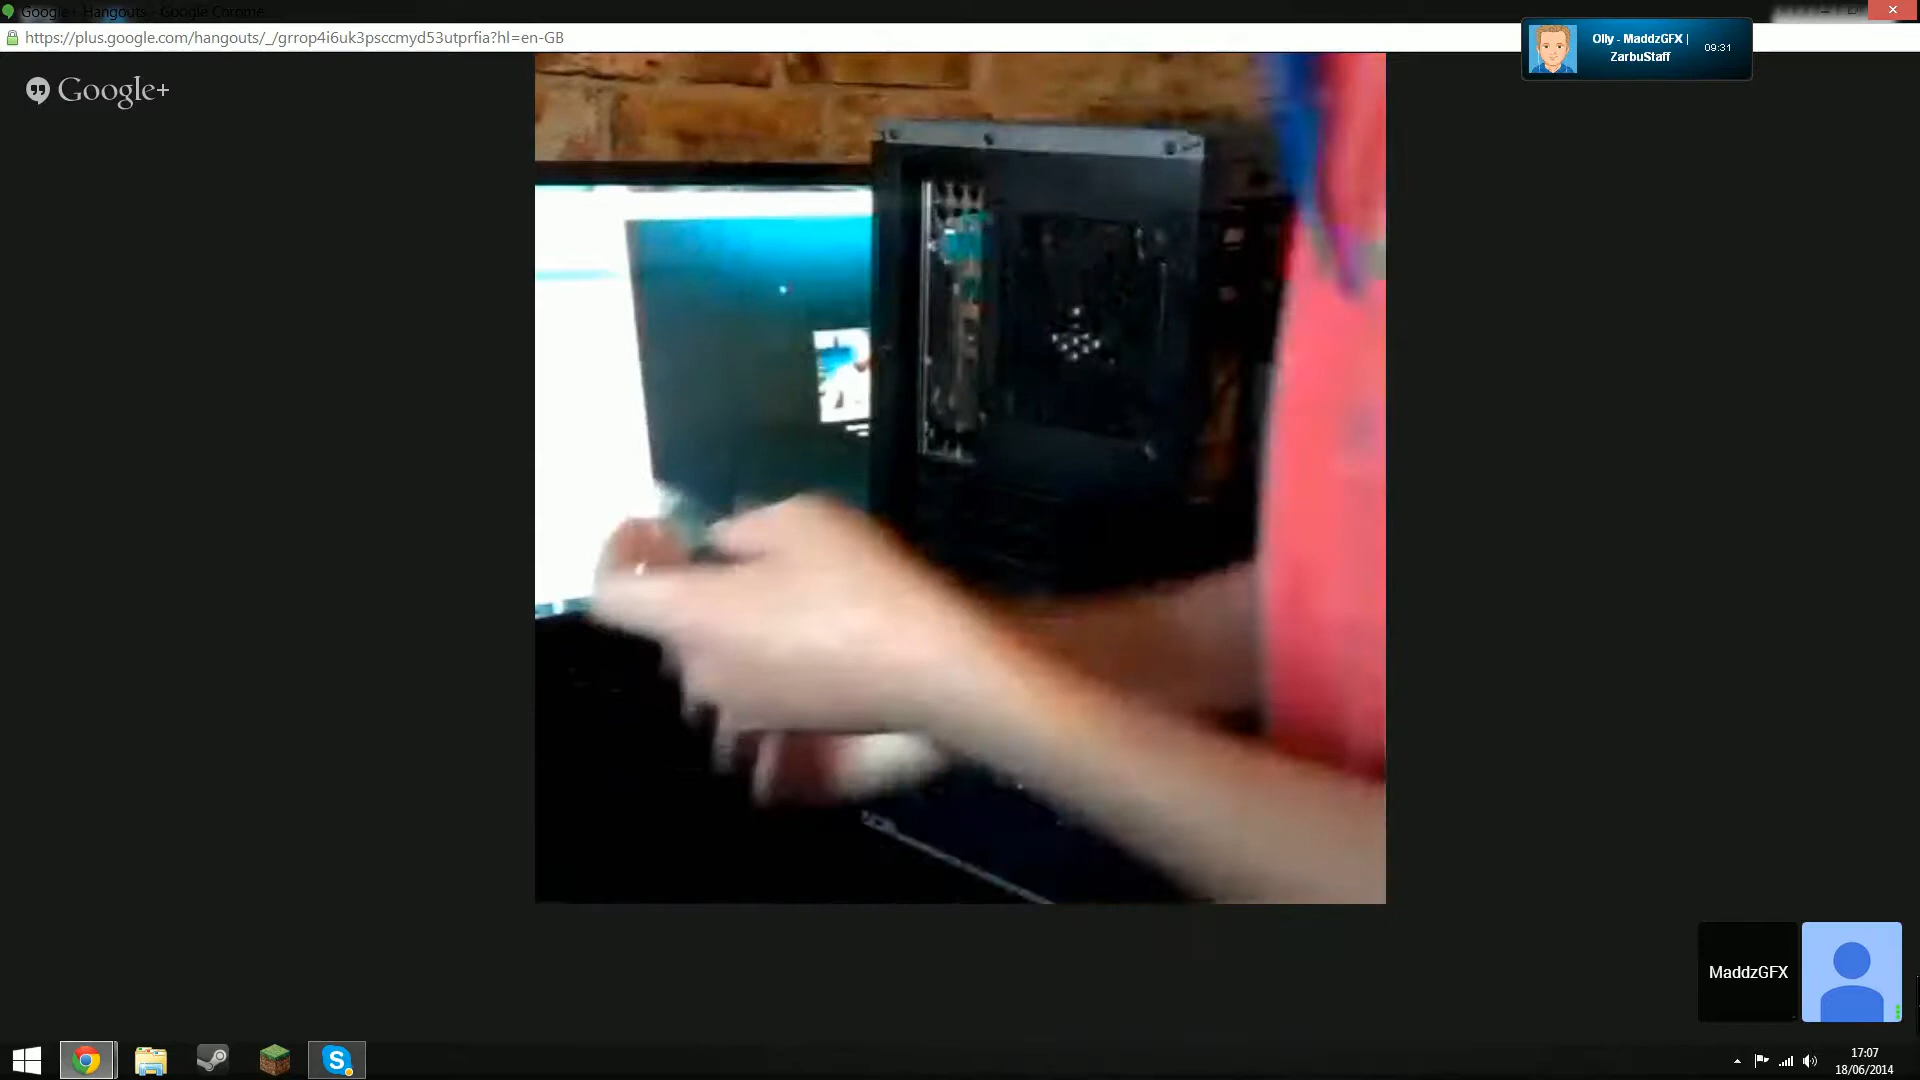 Google+ Hangouts - Google Chrome
https://plus.google.com/hangouts/_/grrop4i6uk3psccmyd53utprfia?hl=en-GB
Olly - MaddzGFX |
ZarbuStaff
09:31
Google+
MaddzGFX
17:07
18/06/2014